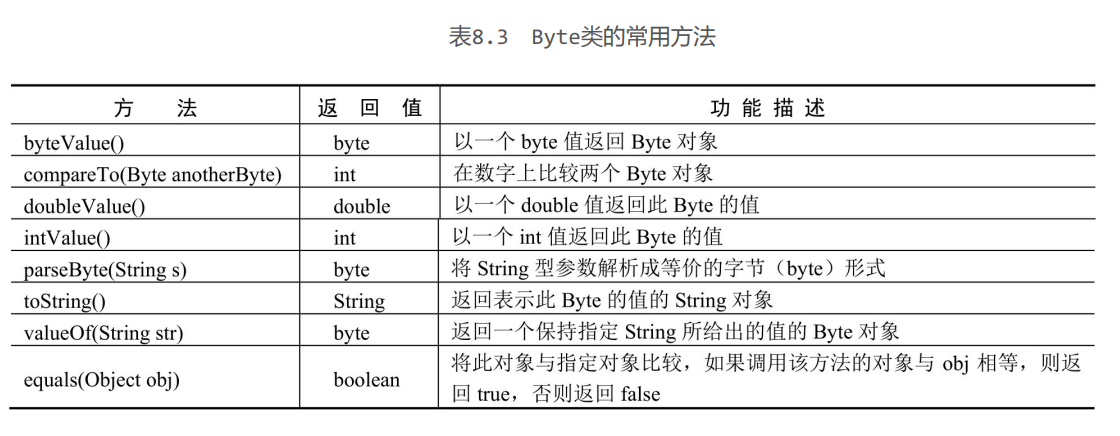 表8.3 Byte类的常用方法
方 法 返 回 值 功 能 描 述
byteValue() byte 以一个 byte 值返回 Byte 对象
compareTo(Byte anotherByte) int 在数字上比较两个 Byte 对象
doubleValue() double 以一个 double 值返回此 Byte 的值
intValue() int 以一个 int 值返回此 Byte 的值
parseByte(String s) byte 将 String 型参数解析成等价的字节（byte）形式
toString() String 返回表示此 Byte 的值的 String 对象
valueOf(String str) byte 返回一个保持指定 String 所给出的值的 Byte 对象
equals(Object obj) boolean 将此对象与指定对象比较，如果调用该方法的对象与 obj 相等，则返
回 true，否则返回 false